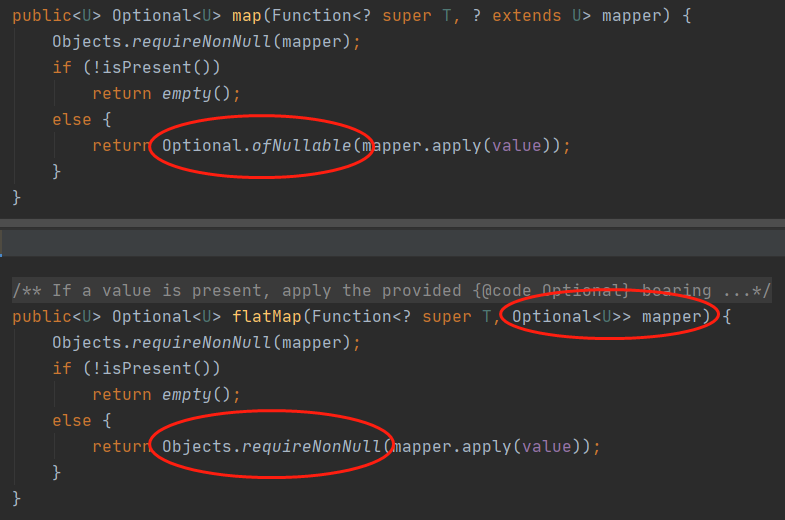 public<U> Optional<U> map(Function<? super T, ? extends U> mapper) {
    Objects.requireNonNull(mapper);
    if (!isPresent())
        return empty();
    else {
        return Optional.ofNullable(mapper.apply(value));
    }
}
/** If a value is present, apply the provided {@code Optional} bearing ...*/
public<U> Optional<U> flatMap(Function<? super T, Optional<U>> mapper) {
    Objects.requireNonNull(mapper);
    if (!isPresent())
        return empty();
    else {
        return Objects.requireNonNull(mapper.apply(value));
    }
}